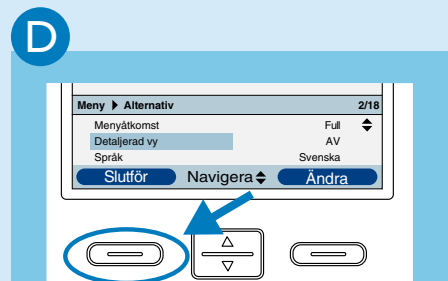 D
Meny Alternativ 2/18
Menyåtkomst Full
Detaljerad vy AV
Språk Svenska
Slutför Navigera Ändra